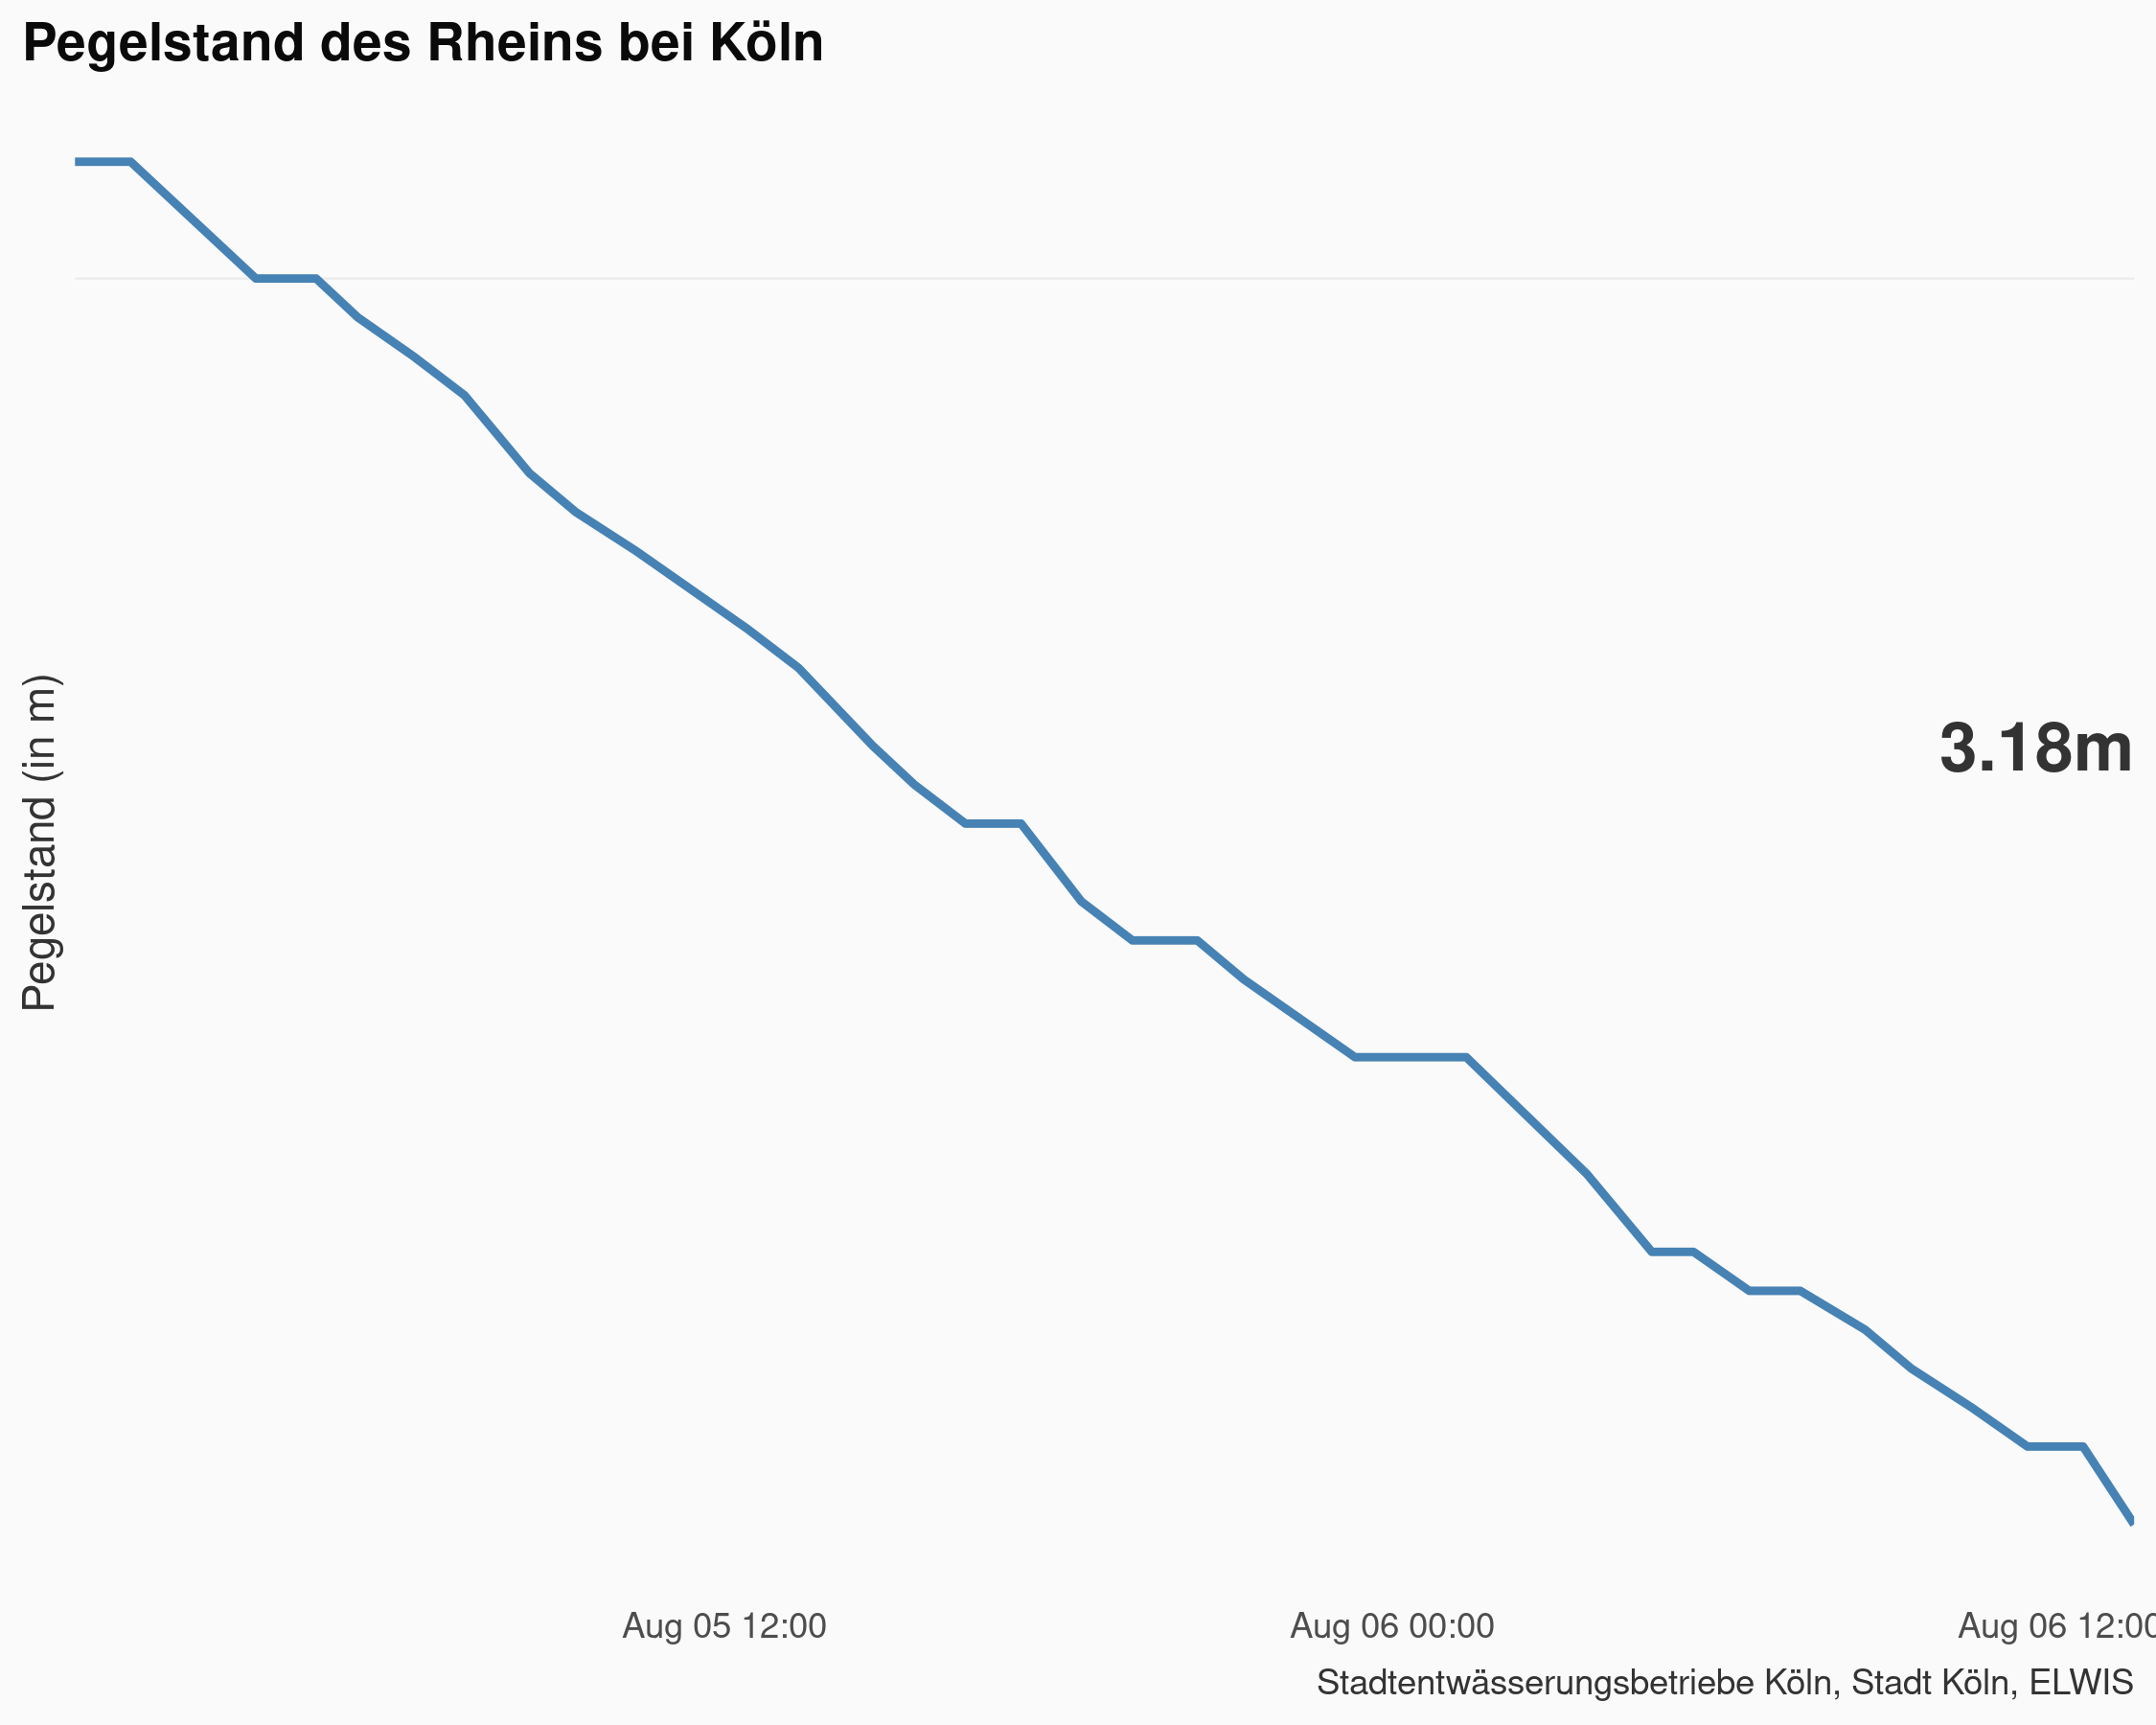 Pegelstand des Rheins bei Köln
Pegelstand (in m)
3.18m
Aug 05 12:00
Aug 06 00:00
Aug 06 12:00
Stadtentwässerungsbetriebe Köln, Stadt Köln, ELWIS